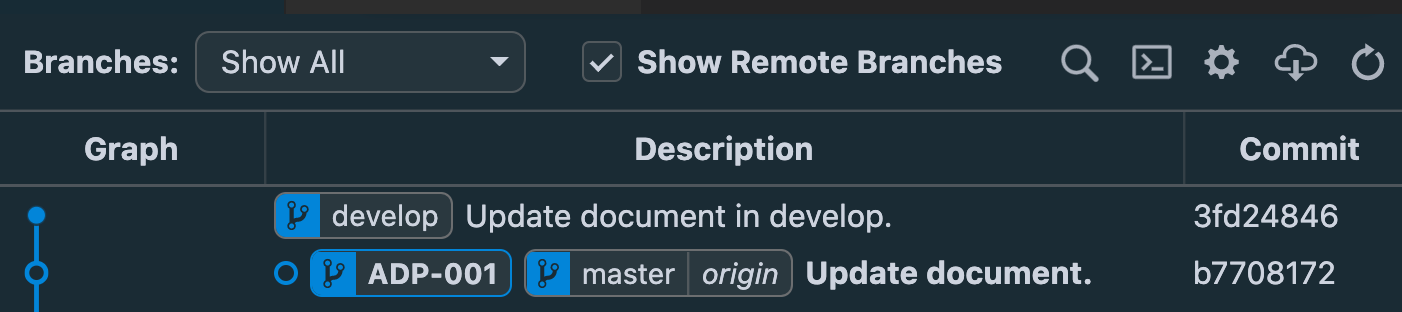 Branches: Show All Show Remote Branches
Graph Description Commit
develop Update document in develop. 3fd24846
ADP-001 master origin Update document. b7708172